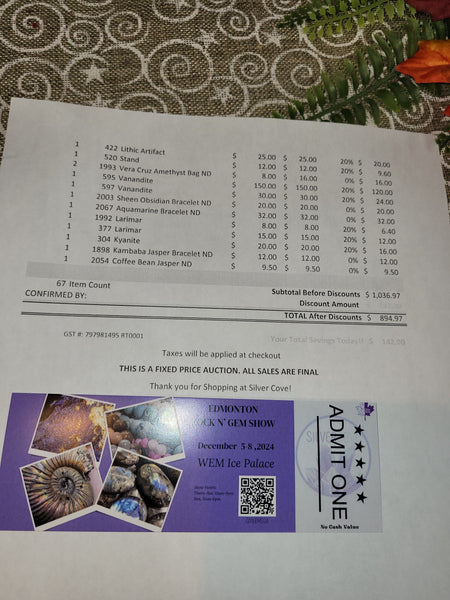 1 422 Lithic Artifact $ 25.00 $ 25.00 20% $ 20.00
1 520 Stand $ 12.00 $ 12.00 20% $ 9.60
2 1993 Vera Cruz Amethyst Bag ND $ 8.00 $ 16.00 0% $ 16.00
1 595 Vanandite $ 150.00 $ 150.00 20% $ 120.00
1 597 Vanandite $ 30.00 $ 30.00 20% $ 24.00
1 2003 Sheen Obsidian Bracelet ND $ 20.00 $ 20.00 0% $ 20.00
1 2067 Aquamarine Bracelet ND $ 32.00 $ 32.00 0% $ 32.00
1 1992 Larimar $ 8.00 $ 8.00 20% $ 6.40
1 377 Larimar $ 15.00 $ 15.00 20% $ 12.00
1 304 Kyanite $ 20.00 $ 20.00 20% $ 16.00
1 1898 Kambaba Jasper Bracelet ND $ 12.00 $ 12.00 0% $ 12.00
1 2054 Coffee Bean Jasper ND $ 9.50 $ 9.50 0% $ 9.50
67 Item Count
Subtotal Before Discounts $ 1,036.97
CONFIRMED BY:
Discount Amount
TOTAL After Discounts $ 894.97
GST #: 797981495 RT0001
Your Total Savings Today!! $ 142.00
Taxes will be applied at checkout
THIS IS A FIXED PRICE AUCTION. ALL SALES ARE FINAL
Thank you for Shopping at Silver Cove!
EDMONTON
ROCK N' GEM SHOW
December 5-8, 2024
WEM Ice Palace
ADMIT ONE
No Cash Value